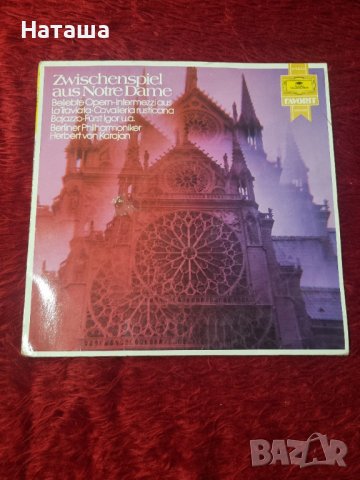 Наташа
Zwischenspiel
aus Notre Dame
Beliebte Opern-Intermezzi aus
La Traviata·Cavalleria rusticana
Bajazzo·Fürst Igor u.a.
Berliner Philharmoniker
Herbert von Karajan
FAVORIT
BAZAR